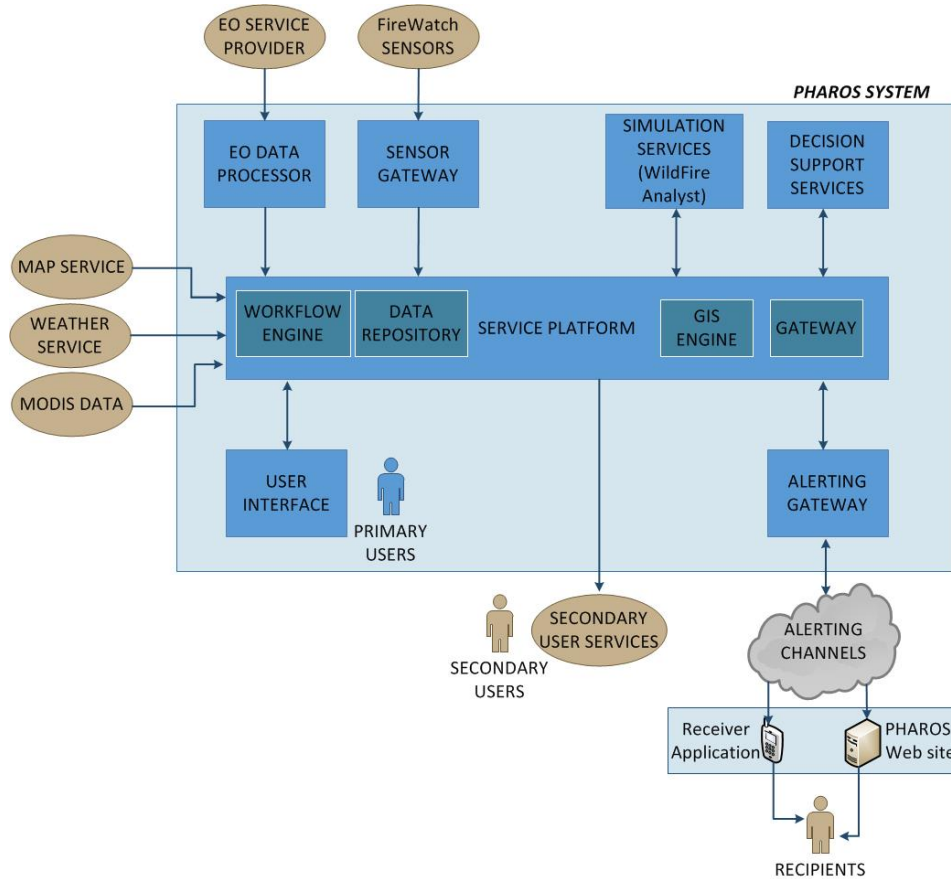 EO SERVICE
PROVIDER
FireWatch
SENSORS
PHAROS SYSTEM
EO DATA
PROCESSOR
SENSOR
GATEWAY
SIMULATION
SERVICES
(WildFire
Analyst)
DECISION
SUPPORT
SERVICES
MAP SERVICE
WEATHER
SERVICE
MODIS DATA
WORKFLOW
ENGINE
DATA
REPOSITORY
SERVICE PLATFORM
GIS
ENGINE
GATEWAY
USER
INTERFACE
PRIMARY
USERS
ALERTING
GATEWAY
SECONDARY
USERS
SECONDARY
USER SERVICES
ALERTING
CHANNELS
Receiver
Application
PHAROS
Web site
RECIPIENTS